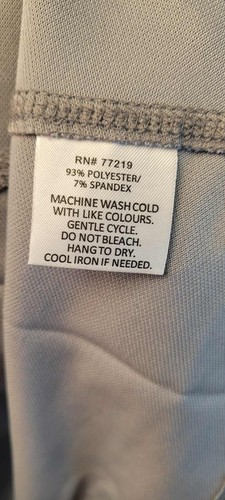 RN# 77219
93% POLYESTER/
7% SPANDEX
MACHINE WASH COLD
WITH LIKE COLOURS.
GENTLE CYCLE.
DO NOT BLEACH.
HANG TO DRY.
COOL IRON IF NEEDED.